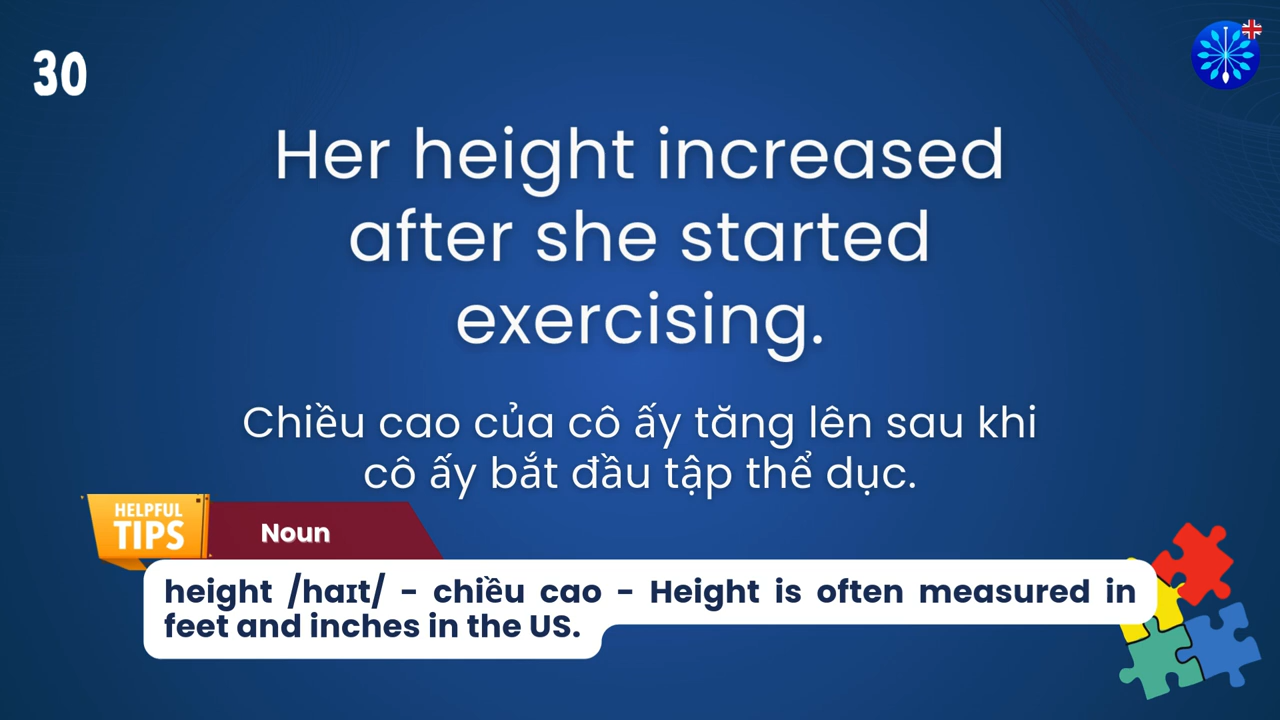 30
Her height increased
after she started
exercising.
Chiều cao của cô ấy tăng lên sau khi
cô ấy bắt đầu tập thể dục.
HELPFUL
TIPS
Noun
height /haɪt/ - chiều cao - Height is often measured in
feet and inches in the US.